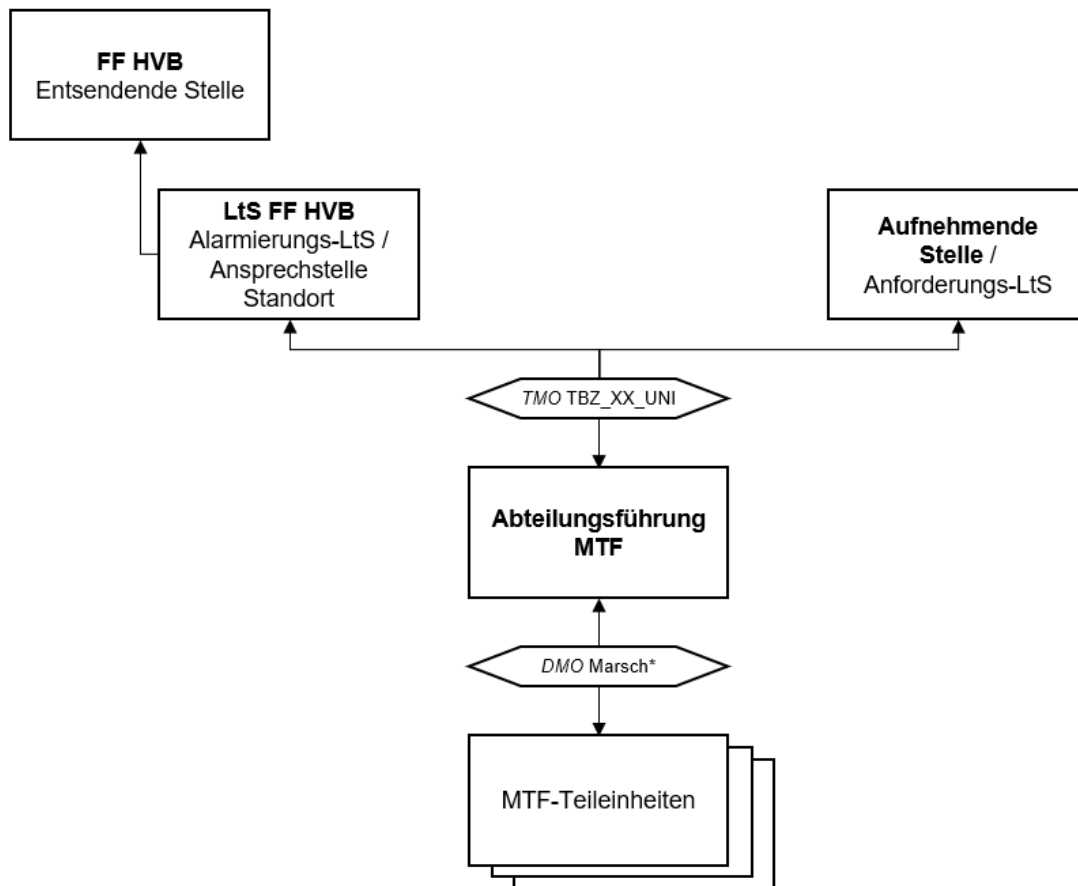 FF HVB
Entsendende Stelle
LtS FF HVB
Alarmierungs-LtS /
Ansprechstelle
Standort
Aufnehmende
Stelle /
Anforderungs-LtS
TMO TBZ_XX_UNI
Abteilungsführung
MTF
DMO Marsch*
MTF-Teileinheiten